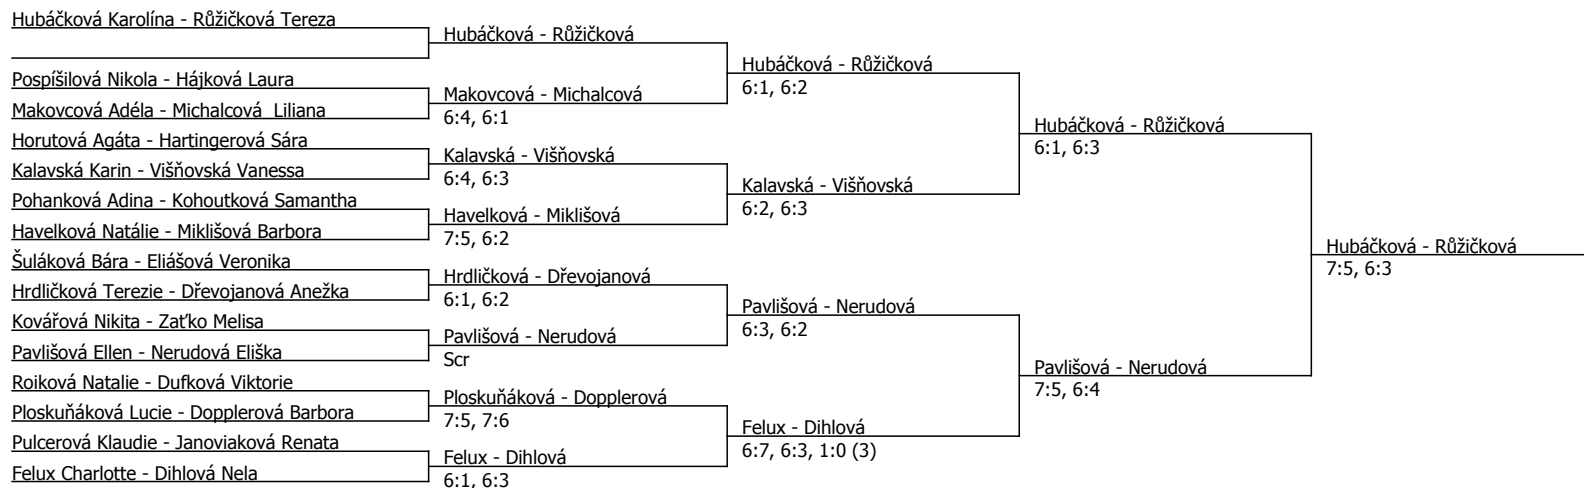 Hubáčková Karolína - Růžičková Tereza
Pospíšilová Nikola - Hájková Laura
Makovcová Adéla - Michalcová  Liliana
Horutová Agáta - Hartingerová Sára
Kalavská Karin - Višňovská Vanessa
Pohanková Adina - Kohoutková Samantha
Havelková Natálie - Miklišová Barbora
Šuláková Bára - Eliášová Veronika
Hrdličková Terezie - Dřevojanová Anežka
Kovářová Nikita - Zaťko Melisa
Pavlišová Ellen - Nerudová Eliška
Roiková Natalie - Dufková Viktorie
Ploskuňáková Lucie - Dopplerová Barbora
Pulcerová Klaudie - Janoviaková Renata
Felux Charlotte - Dihlová Nela
Hubáčková - Růžičková
Makovcová - Michalcová
6:4, 6:1
Kalavská - Višňovská
6:4, 6:3
Havelková - Miklišová
7:5, 6:2
Hrdličková - Dřevojanová
6:1, 6:2
Pavlišová - Nerudová
Scr
Ploskuňáková - Dopplerová
7:5, 7:6
Felux - Dihlová
6:1, 6:3
Hubáčková - Růžičková
6:1, 6:2
Kalavská - Višňovská
6:2, 6:3
Pavlišová - Nerudová
6:3, 6:2
Felux - Dihlová
6:7, 6:3, 1:0 (3)
Hubáčková - Růžičková
6:1, 6:3
Pavlišová - Nerudová
7:5, 6:4
Hubáčková - Růžičková
7:5, 6:3